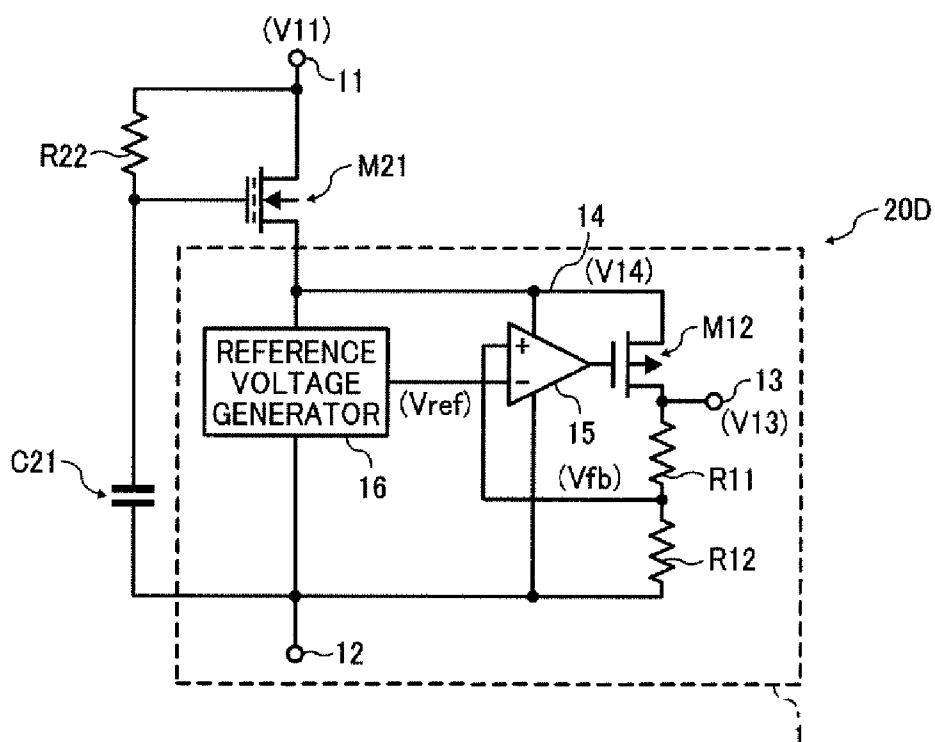 (V11)
11
R22
M21
20D
14
(V14)
M12
REFERENCE
VOLTAGE
GENERATOR
+
−
(Vref)
15
13
(V13)
16
C21
(Vfb)
R11
R12
12
1